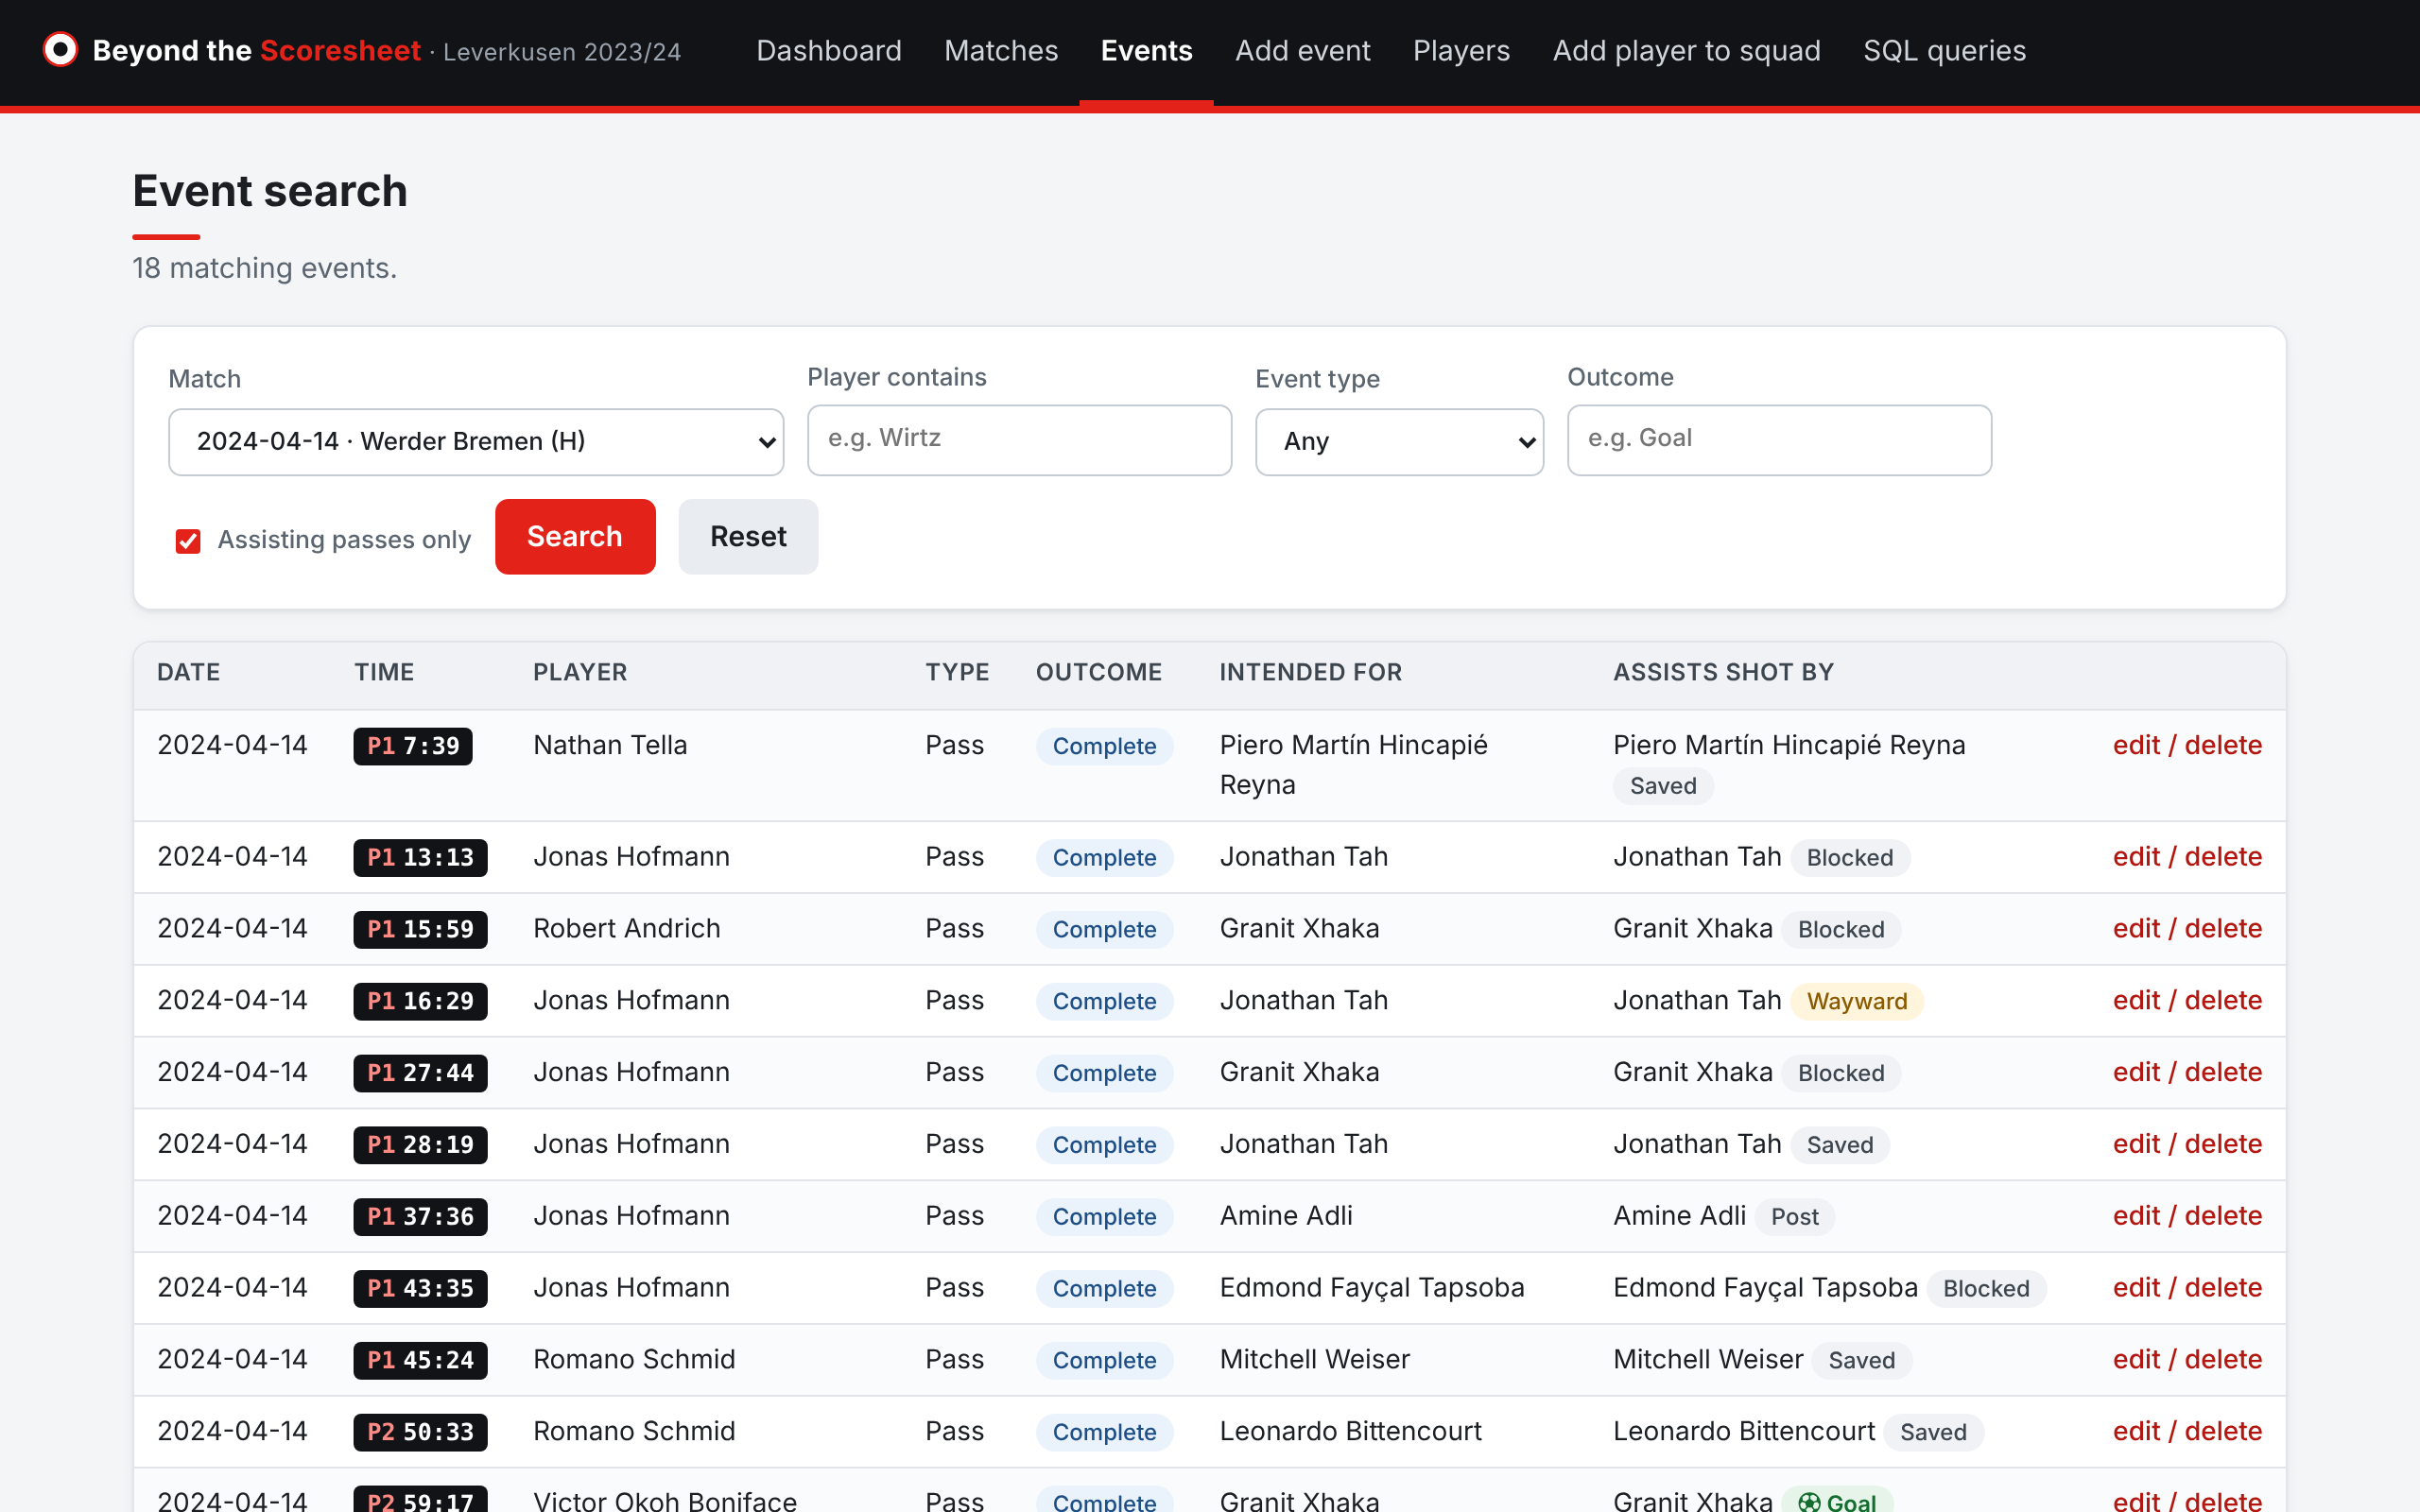 Beyond the Scoresheet · Leverkusen 2023/24 Dashboard Matches Events Add event Players Add player to squad SQL queries
Event search
18 matching events.
Match Player contains Event type Outcome
2024-04-14 · Werder Bremen (H) e.g. Wirtz Any e.g. Goal
Assisting passes only Search Reset
DATE TIME PLAYER TYPE OUTCOME INTENDED FOR ASSISTS SHOT BY
2024-04-14 P1 7:39 Nathan Tella Pass Complete Piero Martín Hincapié Piero Martín Hincapié Reyna edit / delete
Reyna Saved
2024-04-14 P1 13:13 Jonas Hofmann Pass Complete Jonathan Tah Jonathan Tah Blocked edit / delete
2024-04-14 P1 15:59 Robert Andrich Pass Complete Granit Xhaka Granit Xhaka Blocked edit / delete
2024-04-14 P1 16:29 Jonas Hofmann Pass Complete Jonathan Tah Jonathan Tah Wayward edit / delete
2024-04-14 P1 27:44 Jonas Hofmann Pass Complete Granit Xhaka Granit Xhaka Blocked edit / delete
2024-04-14 P1 28:19 Jonas Hofmann Pass Complete Jonathan Tah Jonathan Tah Saved edit / delete
2024-04-14 P1 37:36 Jonas Hofmann Pass Complete Amine Adli Amine Adli Post edit / delete
2024-04-14 P1 43:35 Jonas Hofmann Pass Complete Edmond Fayçal Tapsoba Edmond Fayçal Tapsoba Blocked edit / delete
2024-04-14 P1 45:24 Romano Schmid Pass Complete Mitchell Weiser Mitchell Weiser Saved edit / delete
2024-04-14 P2 50:33 Romano Schmid Pass Complete Leonardo Bittencourt Leonardo Bittencourt Saved edit / delete
2024-04-14 P2 59:17 Victor Okoh Boniface Pass Complete Granit Xhaka Granit Xhaka Goal edit / delete